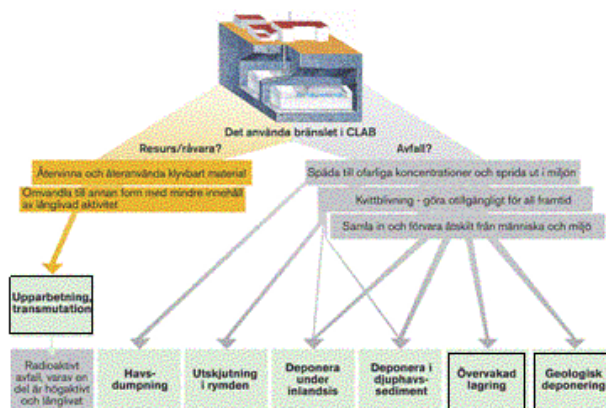 Det använda bränslet i CLAB
Resurs/råvara?
Avfall?
Återvinna och återanvända klyvbart material
Omvandla till annan form med mindre innehåll
av långlivad aktivitet
Späda till ofarliga koncentrationer och sprida ut i miljön
Kvittblivning - göra otillgängligt för all framtid
Samla in och förvara åtskilt från människa och miljö
Upparbetning,
transmutation
Radioaktivt
avfall, varav en
del är högaktivt
och långlivet
Havs-
dumpning
Utskjutning
i rymden
Deponera
under
inlandsis
Deponera i
djuphavs-
sediment
Övervakad
lagring
Geologisk
deponering